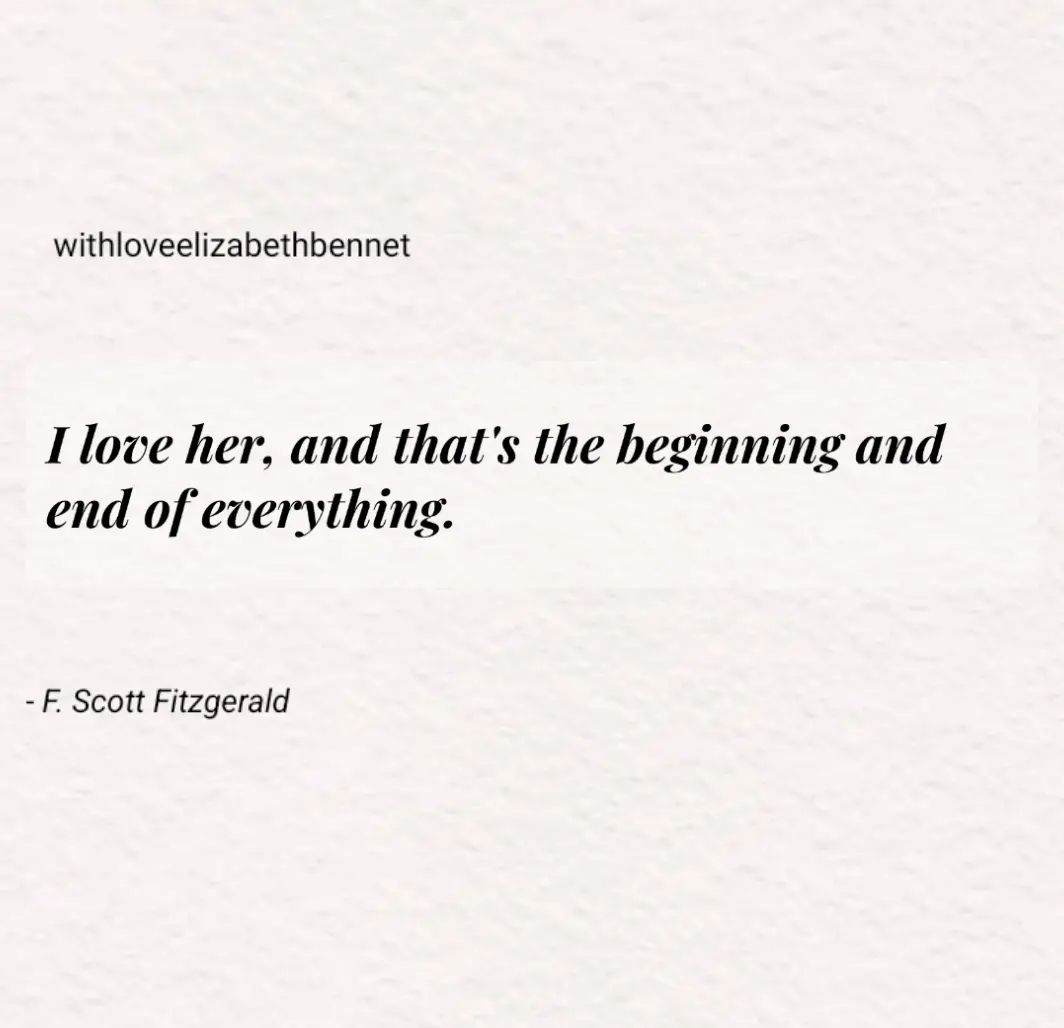 withloveelizabethbennet
I love her, and that's the beginning and
end of everything.
- F. Scott Fitzgerald